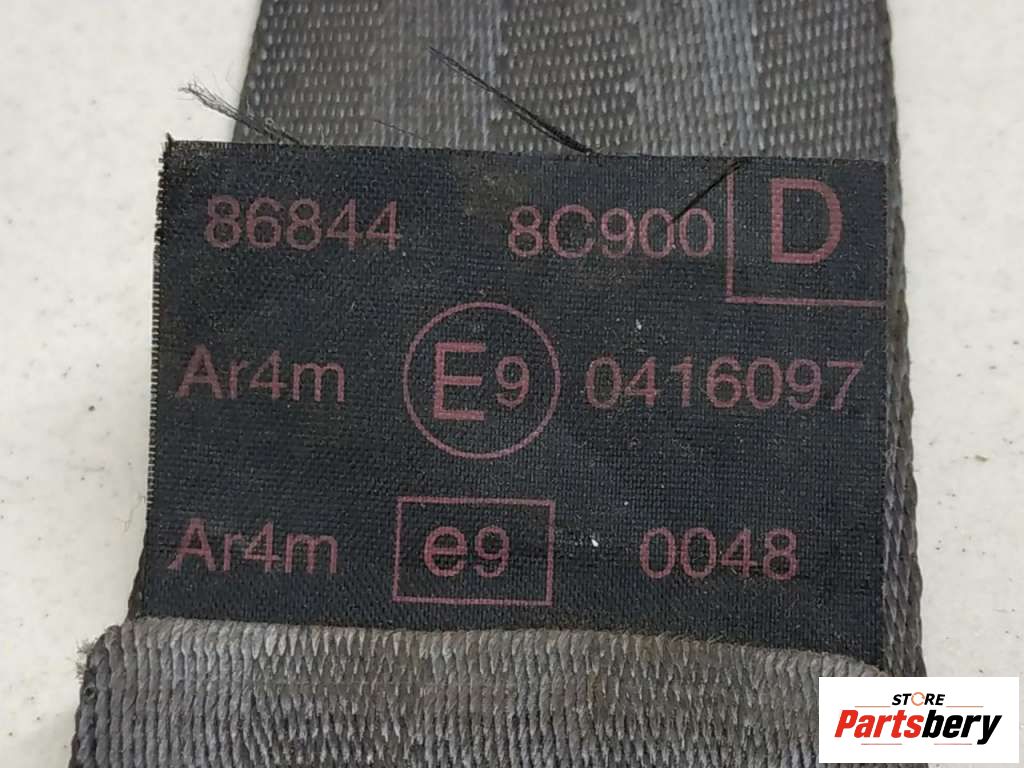 86844 8C900 D
Ar4m E9 0416097
Ar4m e9 0048
STORE
Partsbery